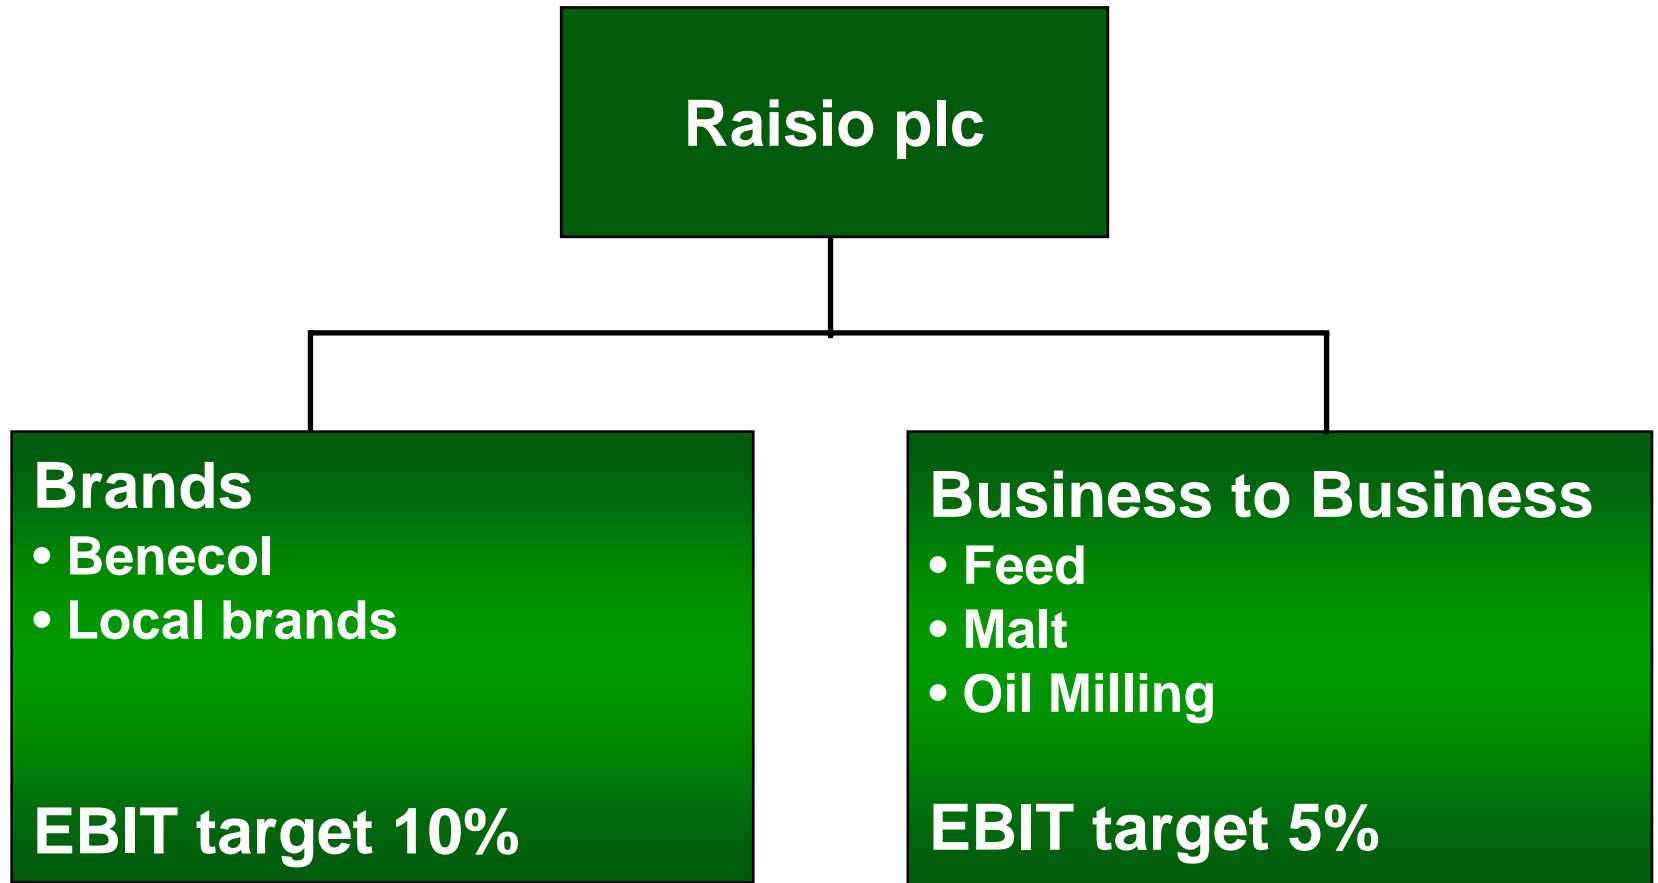 Raisio plc
Brands
• Benecol
• Local brands
EBIT target 10%
Business to Business
• Feed
• Malt
• Oil Milling
EBIT target 5%